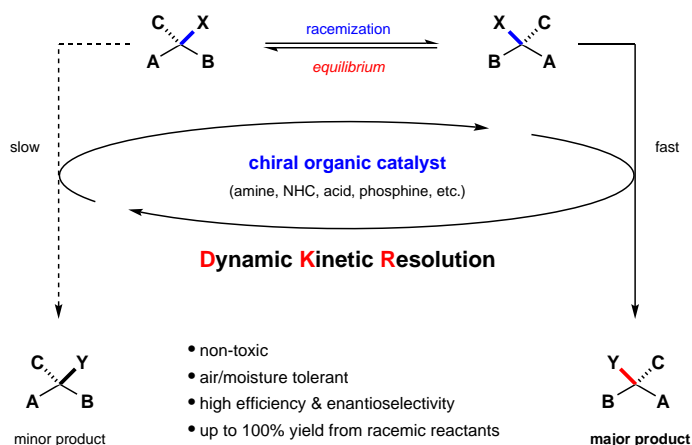 C X
A B
racemization
equilibrium
X C
B A
slow
fast
chiral organic catalyst
(amine, NHC, acid, phosphine, etc.)
Dynamic Kinetic Resolution
C Y
A B
minor product
• non-toxic
• air/moisture tolerant
• high efficiency & enantioselectivity
• up to 100% yield from racemic reactants
Y C
B A
major product